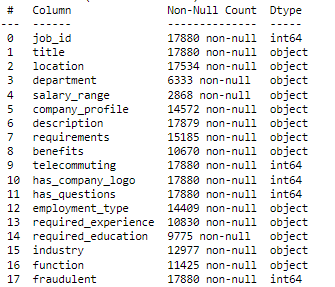 #   Column               Non-Null Count  Dtype
---  ------               --------------  -----
0   job_id               17880 non-null  int64
1   title                17880 non-null  object
2   location             17534 non-null  object
3   department           6333 non-null   object
4   salary_range         2868 non-null   object
5   company_profile      14572 non-null  object
6   description          17879 non-null  object
7   requirements         15185 non-null  object
8   benefits             10670 non-null  object
9   telecommuting        17880 non-null  int64
10  has_company_logo     17880 non-null  int64
11  has_questions        17880 non-null  int64
12  employment_type      14409 non-null  object
13  required_experience  10830 non-null  object
14  required_education   9775 non-null   object
15  industry             12977 non-null  object
16  function             11425 non-null  object
17  fraudulent           17880 non-null  int64